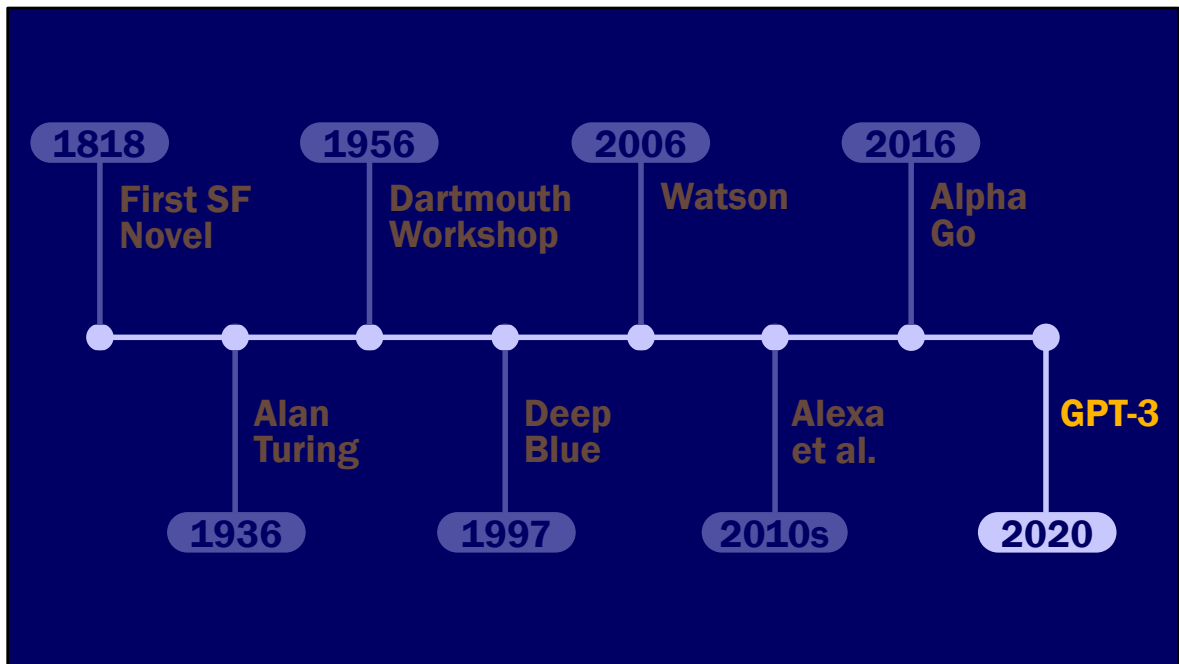 1818
First SF
Novel
1936
Alan
Turing
1956
Dartmouth
Workshop
1997
Deep
Blue
2006
Watson
2010s
Alexa
et al.
2016
Alpha
Go
2020
GPT-3